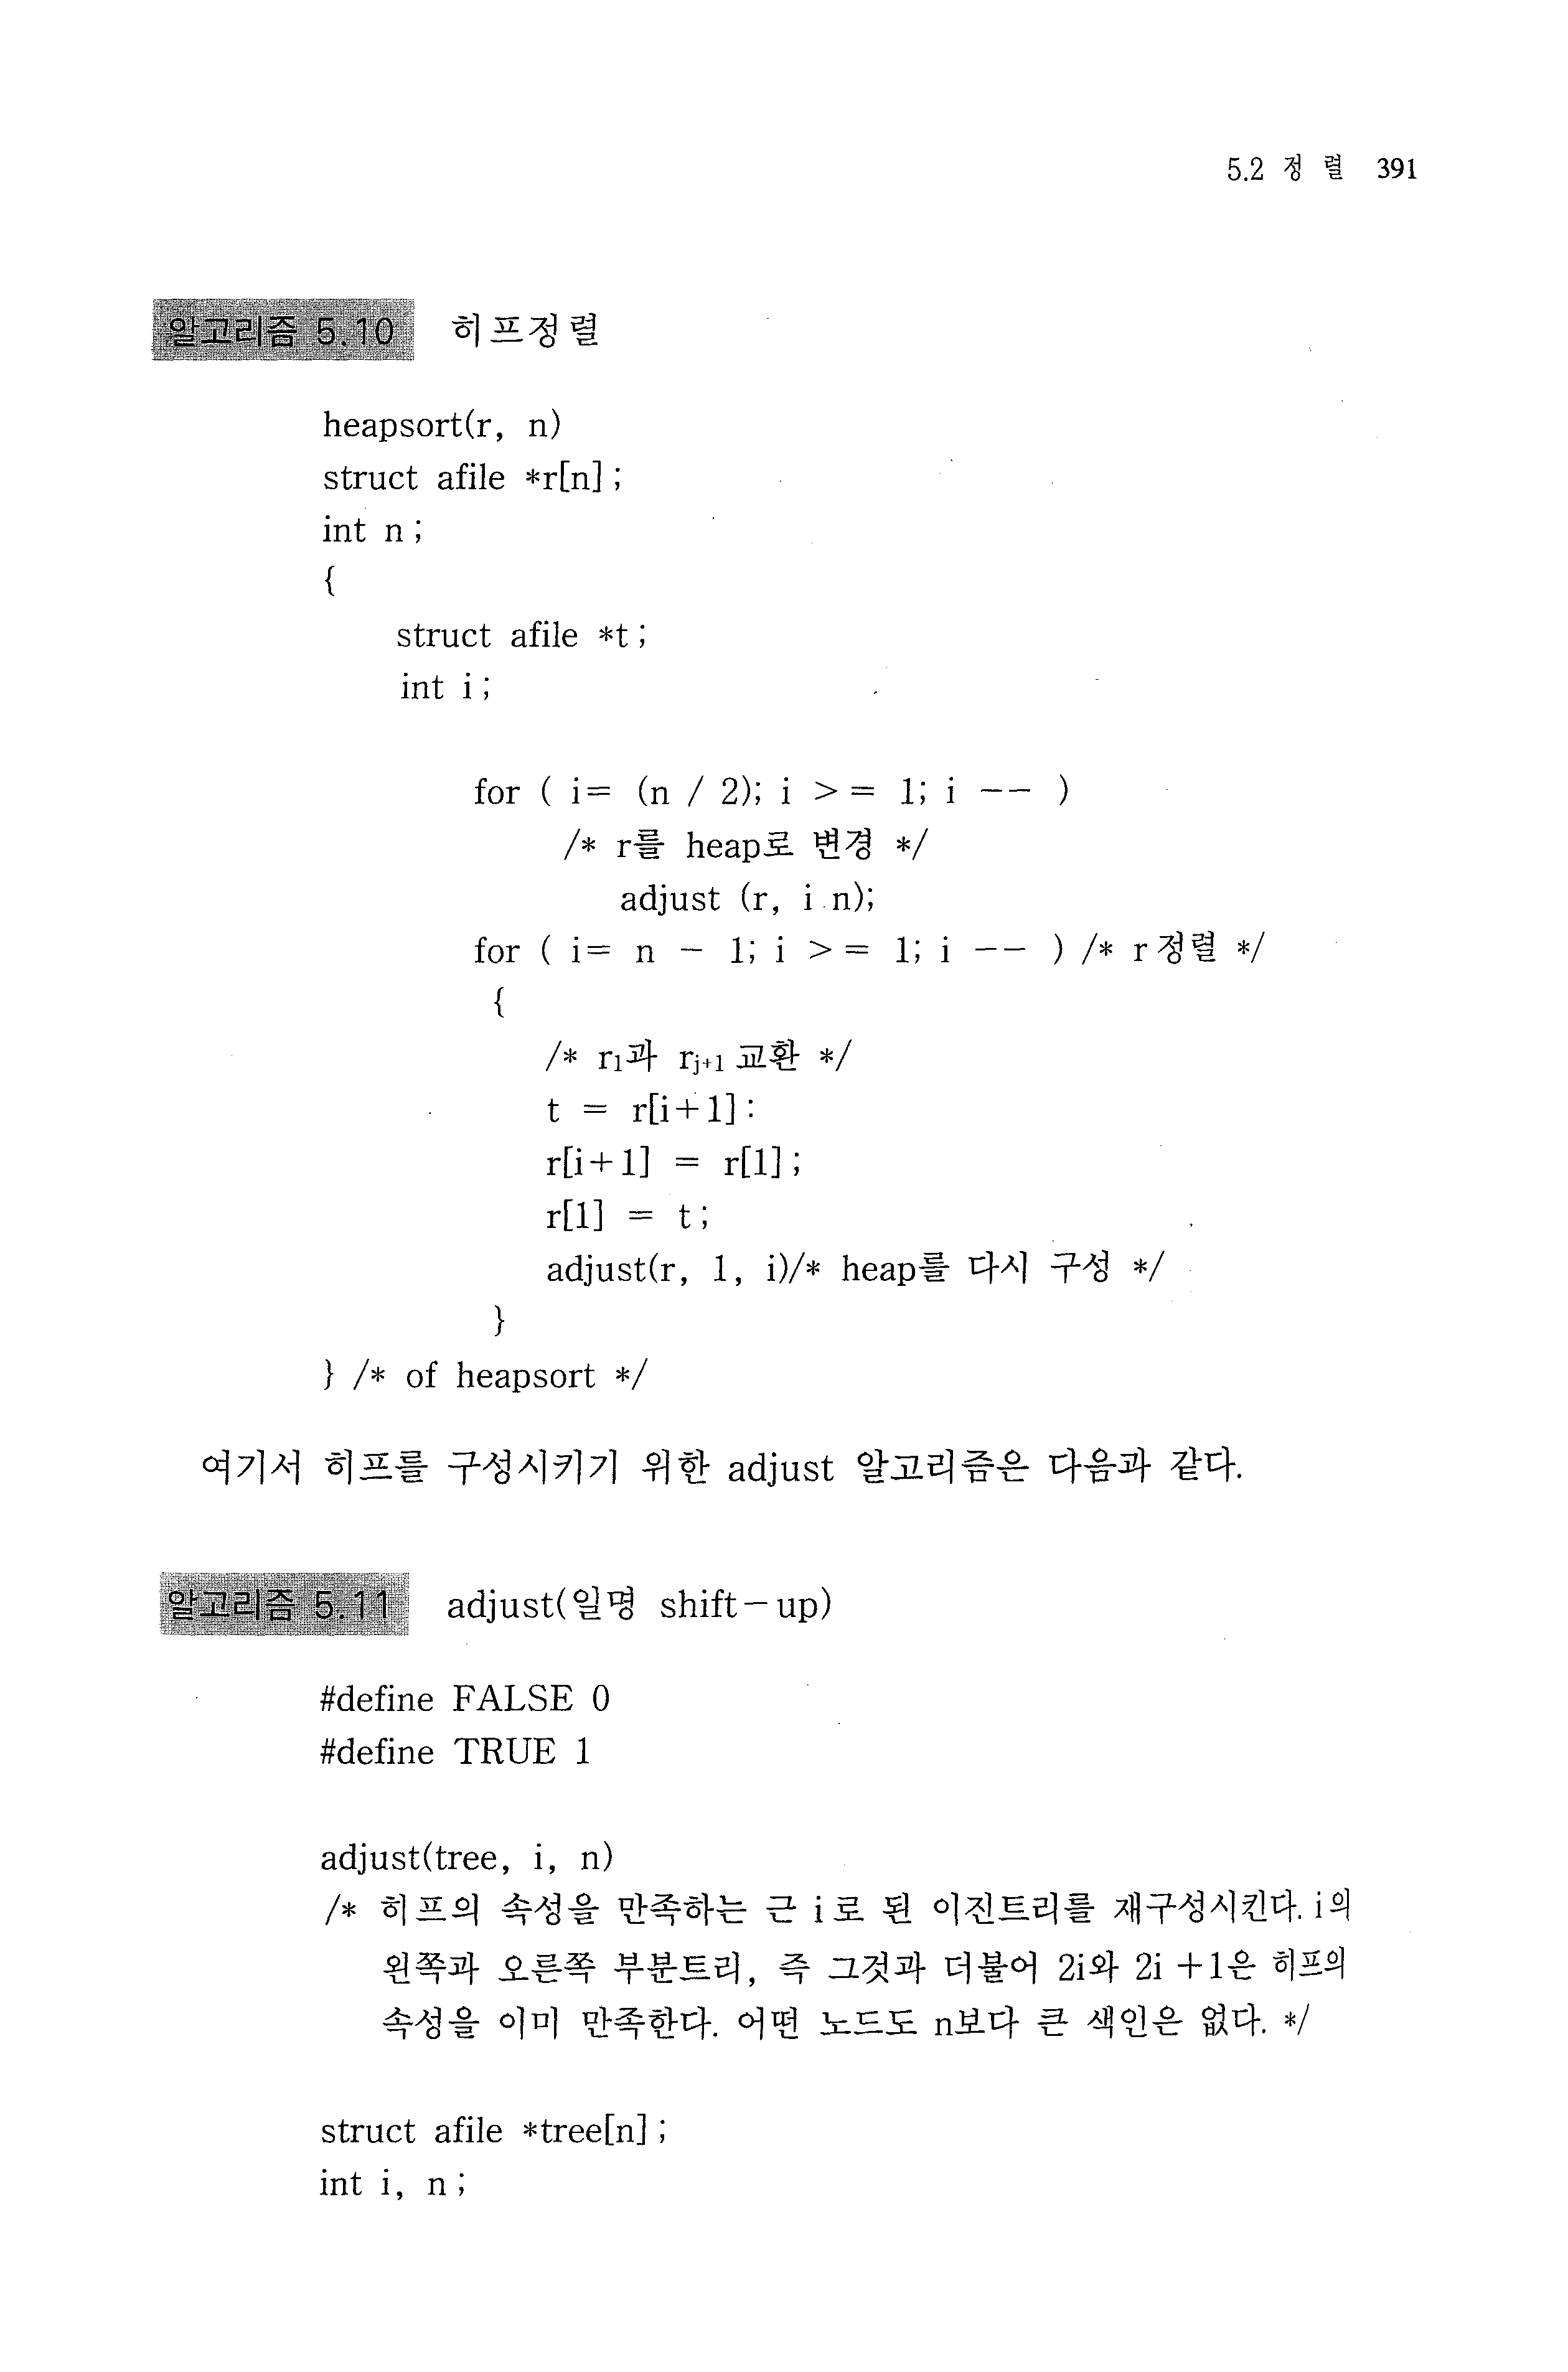 5.2 정 렬 391
알고리즘 5.10 히프정렬
heapsort(r, n)
struct afile *r[n];
int n;
{
struct afile *t;
int i;
for ( i= (n / 2); i >= 1; i -- )
/* r를 heap로 변경 */
adjust (r, i n);
for ( i= n - 1; i >= 1; i -- ) /* r정렬 */
{
/* r₁과 rⱼ₊₁ 교환 */
t = r[i+1]:
r[i+1] = r[1];
r[1] = t;
adjust(r, 1, i)/* heap를 다시 구성 */
}
} /* of heapsort */
여기서 히프를 구성시키기 위한 adjust 알고리즘은 다음과 같다.
알고리즘 5.11 adjust(일명 shift-up)
#define FALSE 0
#define TRUE 1
adjust(tree, i, n)
/* 히프의 속성을 만족하는 근 i로 된 이진트리를 재구성시킨다. i의
왼쪽과 오른쪽 부분트리, 즉 그것과 더불어 2i와 2i +1은 히프의
속성을 이미 만족한다. 어떤 노드도 n보다 큰 색인은 없다. */
struct afile *tree[n];
int i, n;